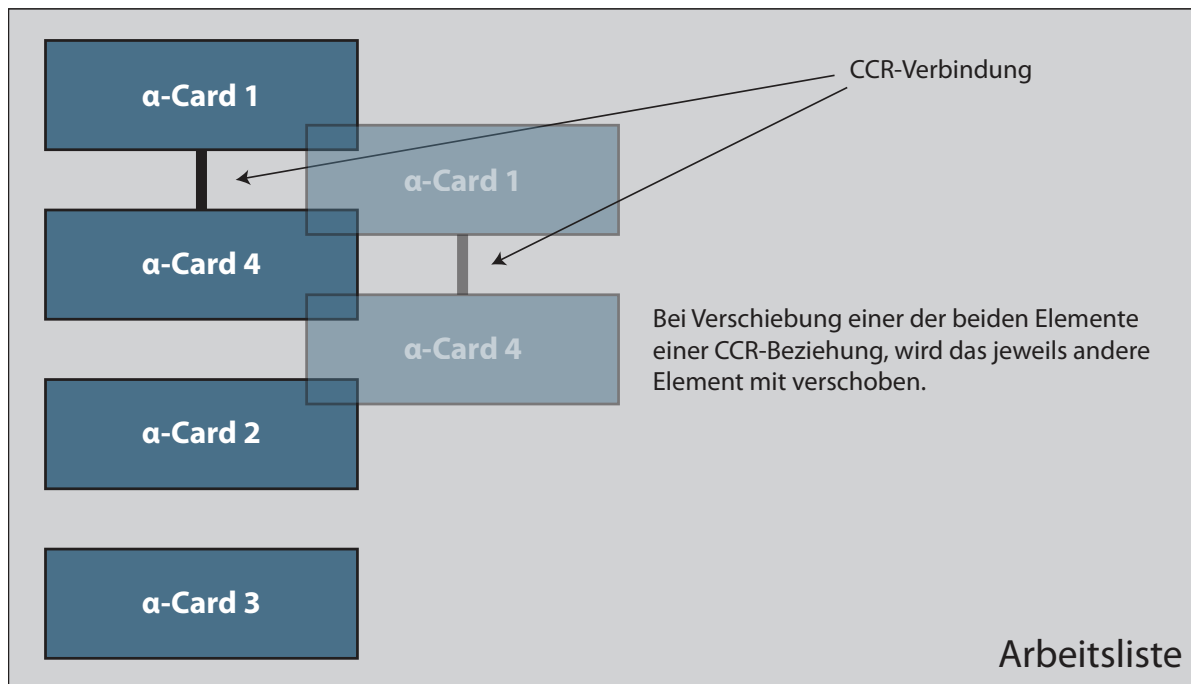 α-Card 1
CCR-Verbindung
α-Card 1
α-Card 4
Bei Verschiebung einer der beiden Elemente
einer CCR-Beziehung, wird das jeweils andere
Element mit verschoben.
α-Card 4
α-Card 2
α-Card 3
Arbeitsliste